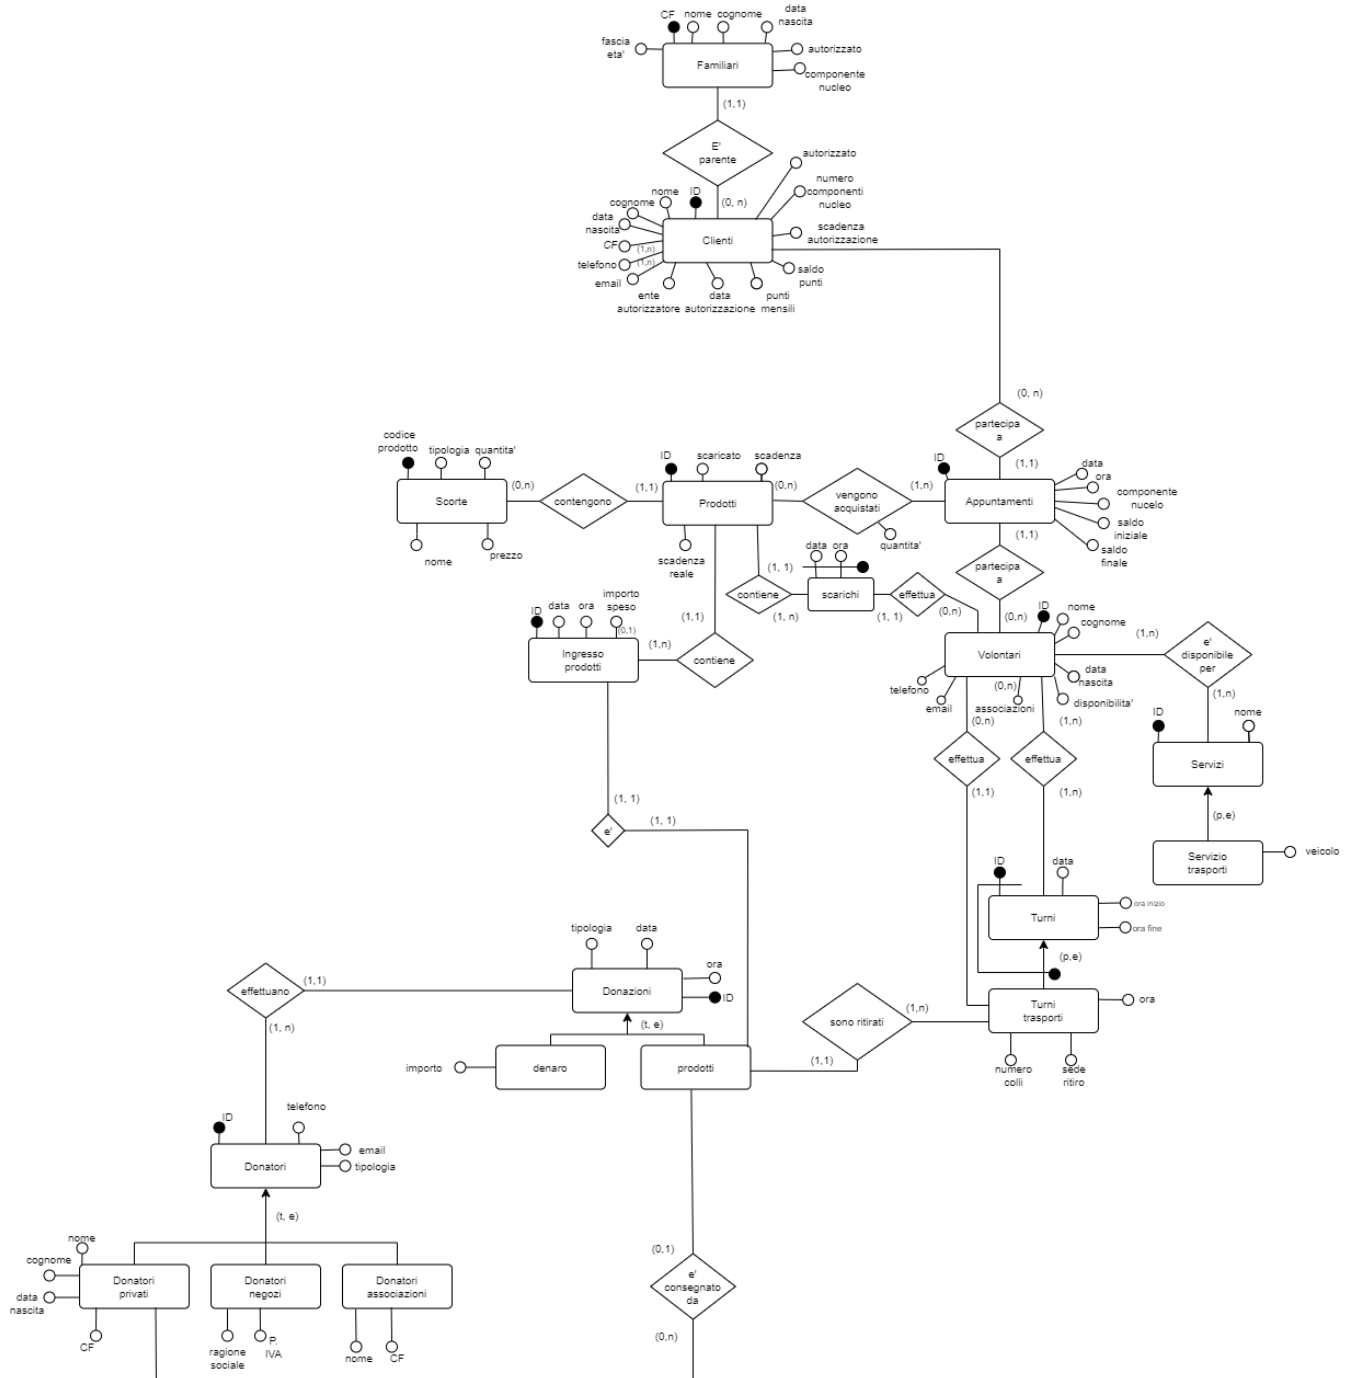 CF
nome
cognome
data
nascita
fascia
eta'
autorizzato
Familiari
componente
nucleo
(1,1)
E'
parente
autorizzato
numero
componenti
nucleo
nome
ID
(0, n)
cognome
data
nascita
scadenza
autorizzazione
Clienti
CF
(1,n)
telefono
(1,n)
email
saldo
punti
ente
autorizzatore
data
autorizzazione
punti
mensili
(0, n)
partecipa
a
codice
prodotto
tipologia
quantita'
ID
scaricato
scadenza
ID
(1,1)
data
ora
(0,n)
(1,1)
(0,n)
(1,n)
componente
nucelo
Scorte
contengono
Prodotti
vengono
acquistati
Appuntamenti
saldo
iniziale
saldo
finale
nome
prezzo
scadenza
reale
quantita'
(1,1)
data
ora
partecipa
a
(1, 1)
contiene
scarichi
effettua
(1, n)
(1, 1)
(0,n)
(0,n)
ID
nome
cognome
ID
data
ora
importo
speso
(0,1)
(1,1)
(1,n)
Ingresso
prodotti
contiene
Volontari
(1,n)
e'
disponibile
per
telefono
email
(0,n)
associazioni
data
nascita
disponibilita'
(1,n)
(0,n)
(1,n)
ID
nome
effettua
effettua
Servizi
(1,1)
(1,n)
(1, 1)
e'
(1, 1)
(p,e)
Servizio
trasporti
veicolo
ID
data
ora inizio
Turni
ora fine
tipologia
data
(p,e)
ora
effettuano
(1,1)
Donazioni
ID
Turni
trasporti
ora
(1, n)
(t, e)
sono ritirati
(1,n)
importo
denaro
prodotti
(1,1)
numero
colli
sede
ritiro
ID
telefono
email
Donatori
tipologia
(t, e)
nome
cognome
(0,1)
Donatori
privati
Donatori
negozi
Donatori
associazioni
e'
consegnato
da
data
nascita
CF
ragione
sociale
P.
IVA
nome
CF
(0,n)